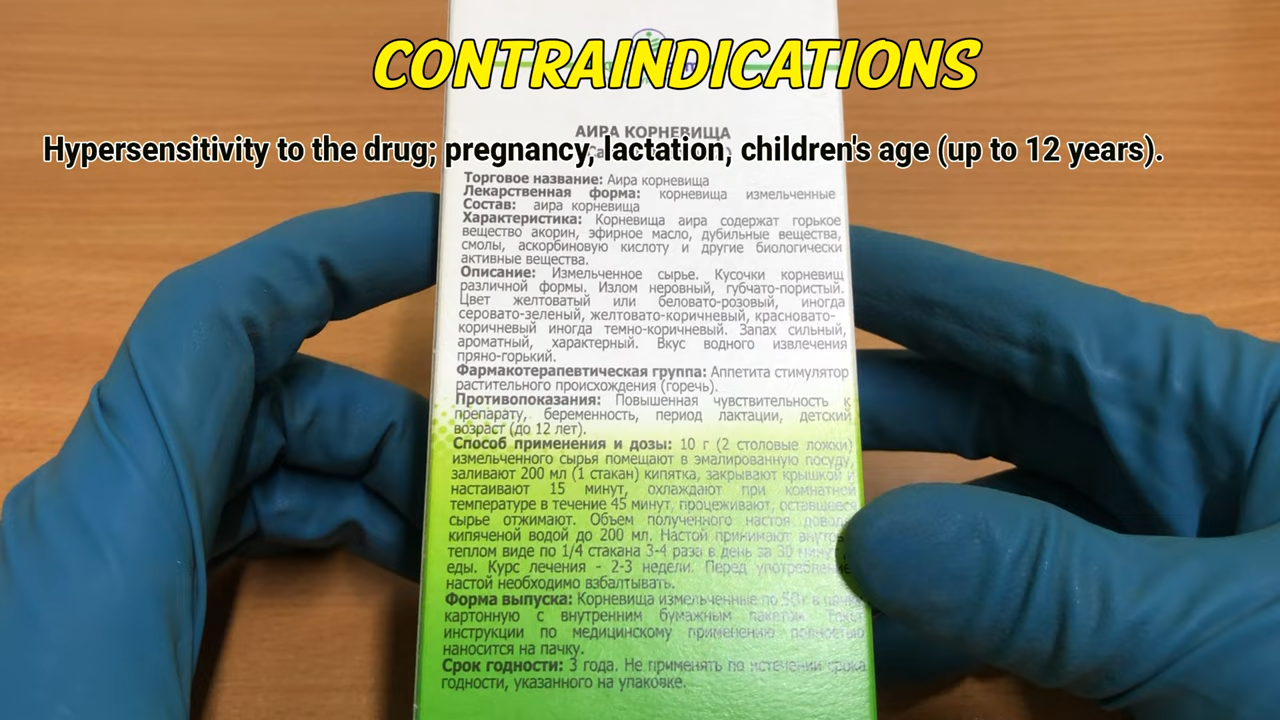 CONTRAINDICATIONS
АИРА КОРНЕВИЩА
Hypersensitivity to the drug; pregnancy, lactation, children's age (up to 12 years).
Торговое название: Аира корневища
Лекарственная форма: корневища измельченные
Состав: аира корневища
Характеристика: Корневища аира содержат горькое
вещество акорин, эфирное масло, дубильные вещества,
смолы, аскорбиновую кислоту и другие биологически
активные вещества.
Описание: Измельченное сырье. Кусочки корневищ
различной формы. Излом неровный, губчато-пористый.
Цвет желтоватый или беловато-розовый, иногда
серовато-зеленый, желтовато-коричневый, красновато-
коричневый иногда темно-коричневый. Запах сильный,
ароматный, характерный. Вкус водного извлечения
пряно-горький.
Фармакотерапевтическая группа: Аппетита стимулятор
растительного происхождения (горечь).
Противопоказания: Повышенная чувствительность к
препарату, беременность, период лактации, детский
возраст (до 12 лет).
Способ применения и дозы: 10 г (2 столовые ложки)
измельченного сырья помещают в эмалированную посуду,
заливают 200 мл (1 стакан) кипятка, закрывают крышкой и
настаивают 15 минут, охлаждают при комнатной
температуре в течение 45 минут, процеживают, оставшееся
сырье отжимают. Объем полученного настоя
кипяченой водой до 200 мл. Настой принимают внутрь в
теплом виде по 1/4 стакана 3-4 раза в день за 30 минут
еды. Курс лечения - 2-3 недели. Перед употреблением
настой необходимо взбалтывать.
Форма выпуска: Корневища измельченные по 50 г в пачку
картонную с внутренним бумажным пакетом. Текст
инструкции по медицинскому применению полностью
наносится на пачку.
Срок годности: 3 года. Не применять по истечении срока
годности, указанного на упаковке.